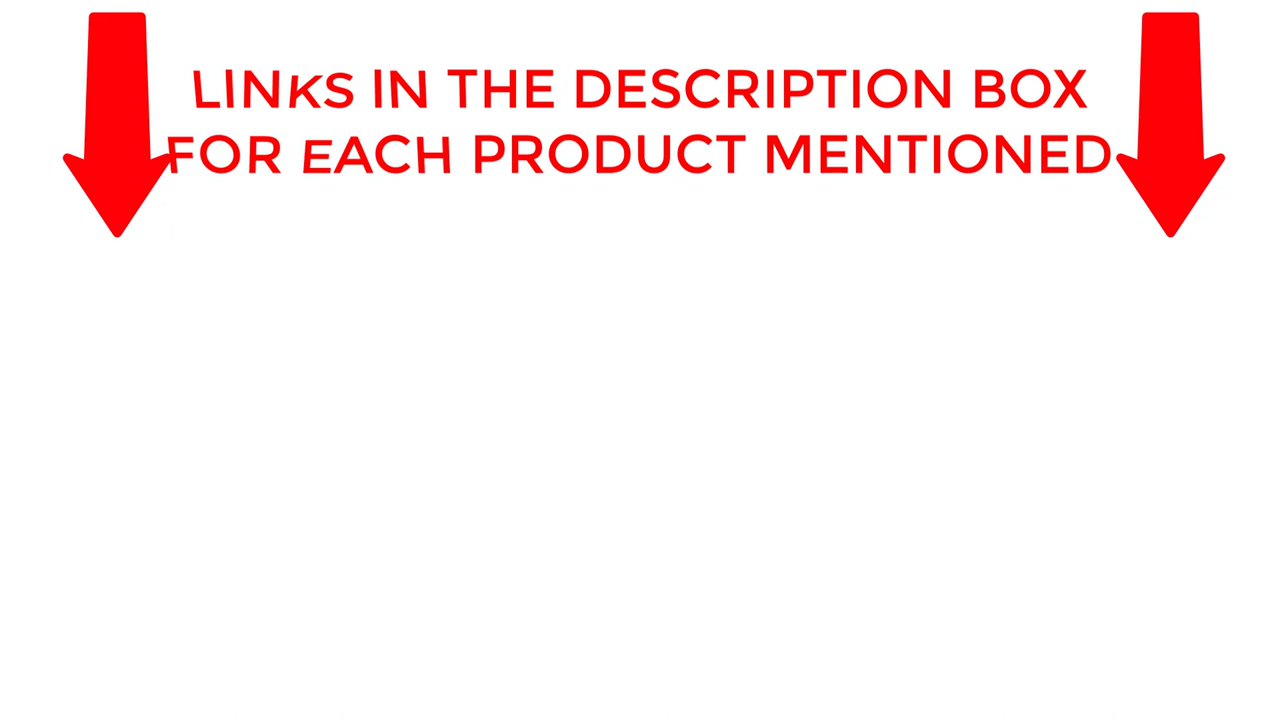 LINKS IN THE DESCRIPTION BOX
FOR EACH PRODUCT MENTIONED